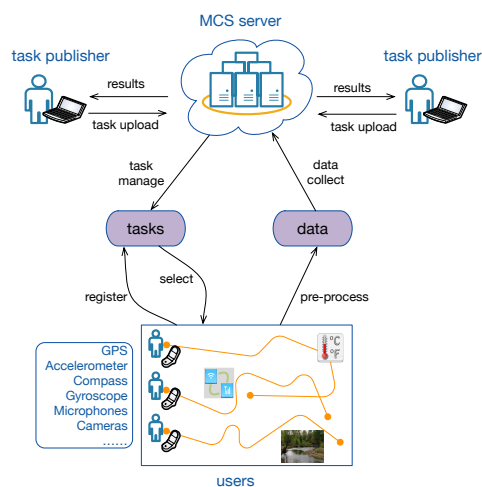 MCS server
task publisher
task publisher
results
results
task upload
task upload
task
manage
data
collect
tasks
data
select
register
pre-process
°C
°F
GPS
Accelerometer
Compass
Gyroscope
Microphones
Cameras
......
users